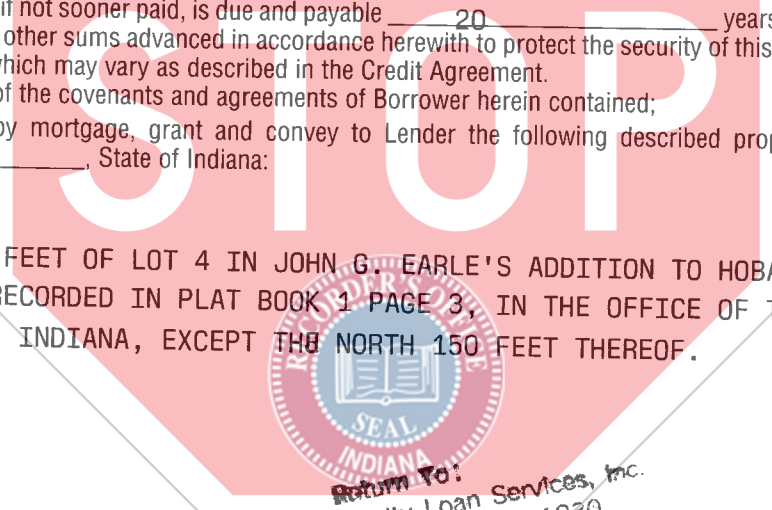 if not sooner paid, is due and payable 20 years
other sums advanced in accordance herewith to protect the security of this
which may vary as described in the Credit Agreement.
of the covenants and agreements of Borrower herein contained;
by mortgage, grant and convey to Lender the following described
, State of Indiana:
STOP
FEET OF LOT 4 IN JOHN G. EARLE'S ADDITION TO
RECORDED IN PLAT BOOK 1 PAGE 3, IN THE OFFICE OF
INDIANA, EXCEPT THE NORTH 150 FEET THEREOF.
RECORDER'S OFFICE
SEAL
INDIANA
Return To:
Loan Services, Inc.